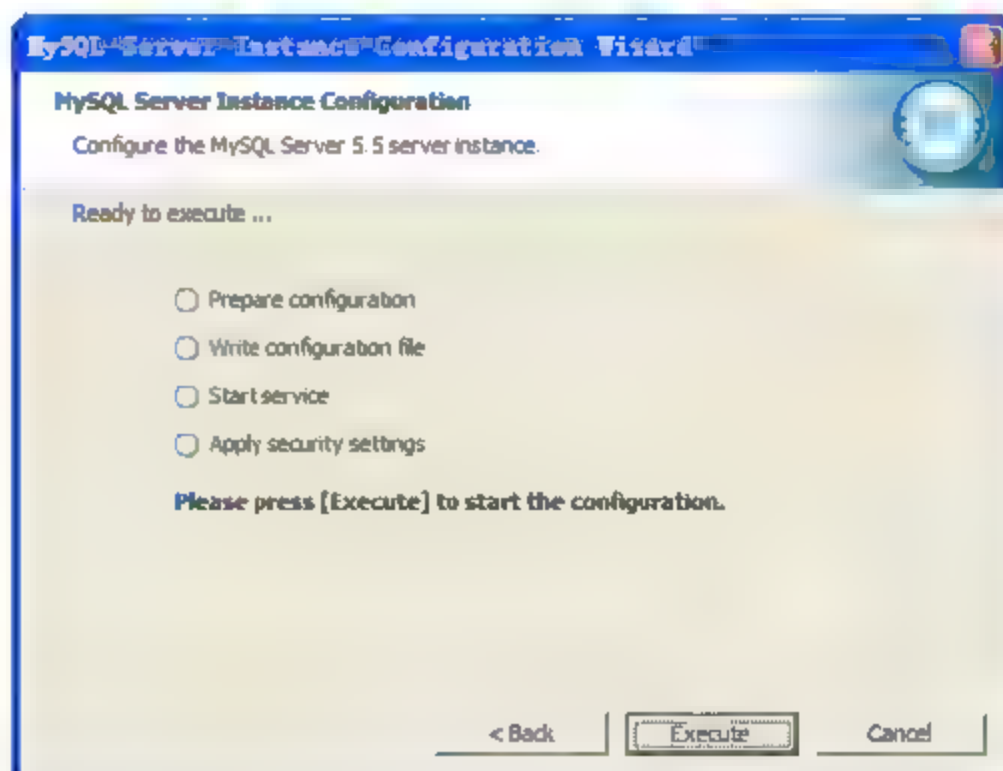 MySQL Server Instance Configuration Wizard
MySQL Server Instance Configuration
Configure the MySQL Server 5.5 server instance.
Ready to execute ...
Prepare configuration
Write configuration file
Start service
Apply security settings
Please press [Execute] to start the configuration.
< Back
Execute
Cancel